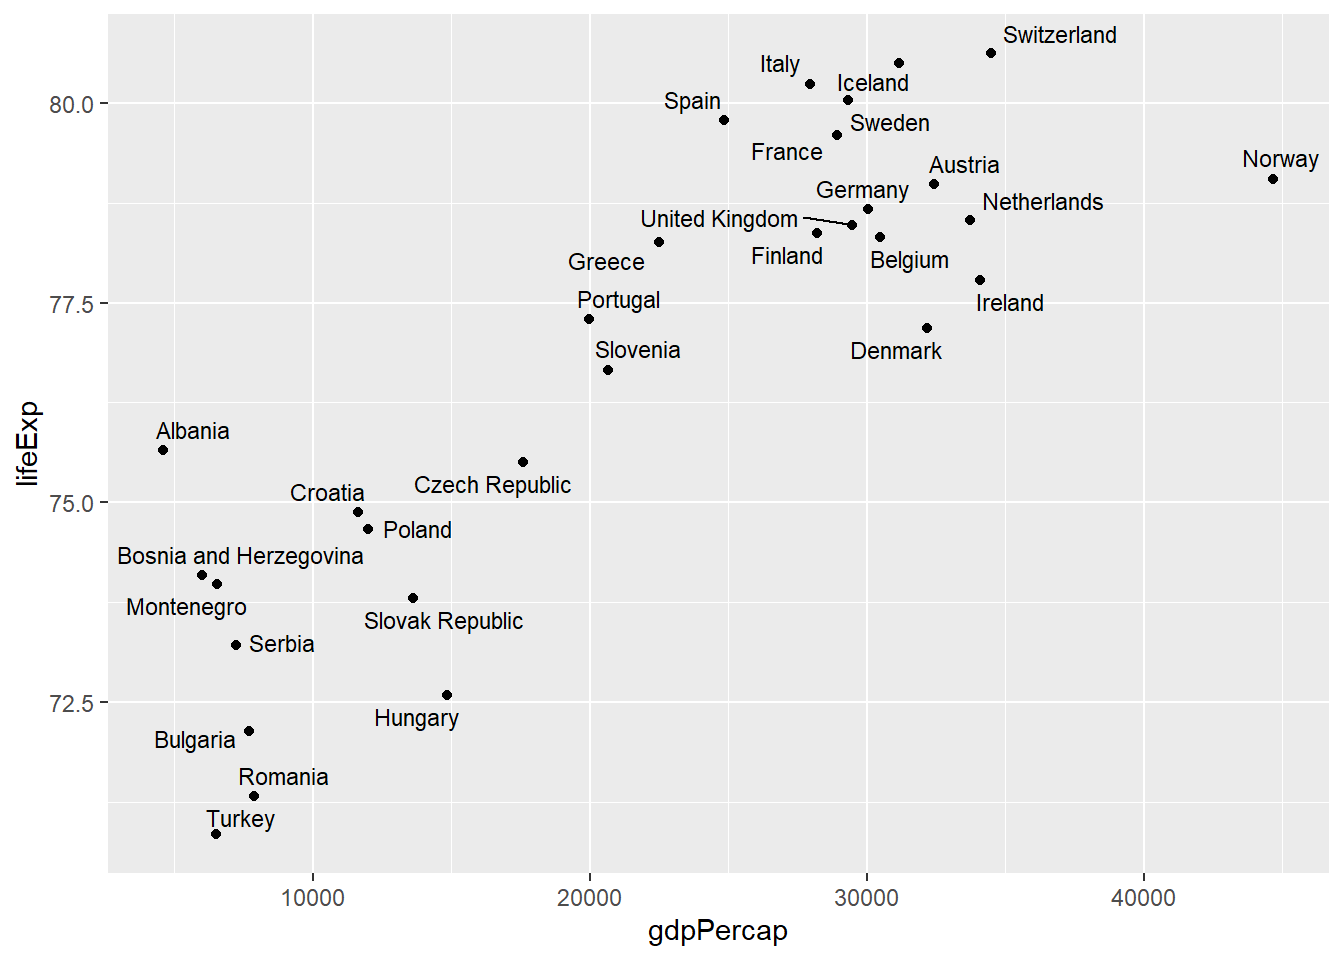 Switzerland
Italy
Iceland
Spain
Sweden
France
Norway
Austria
Germany
Netherlands
United Kingdom
Finland
Belgium
Greece
Portugal
Ireland
Slovenia
Denmark
Albania
Czech Republic
Croatia
Poland
Bosnia and Herzegovina
Montenegro
Slovak Republic
Serbia
Hungary
Bulgaria
Romania
Turkey
80.0
77.5
75.0
72.5
lifeExp
10000
20000
30000
40000
gdpPercap